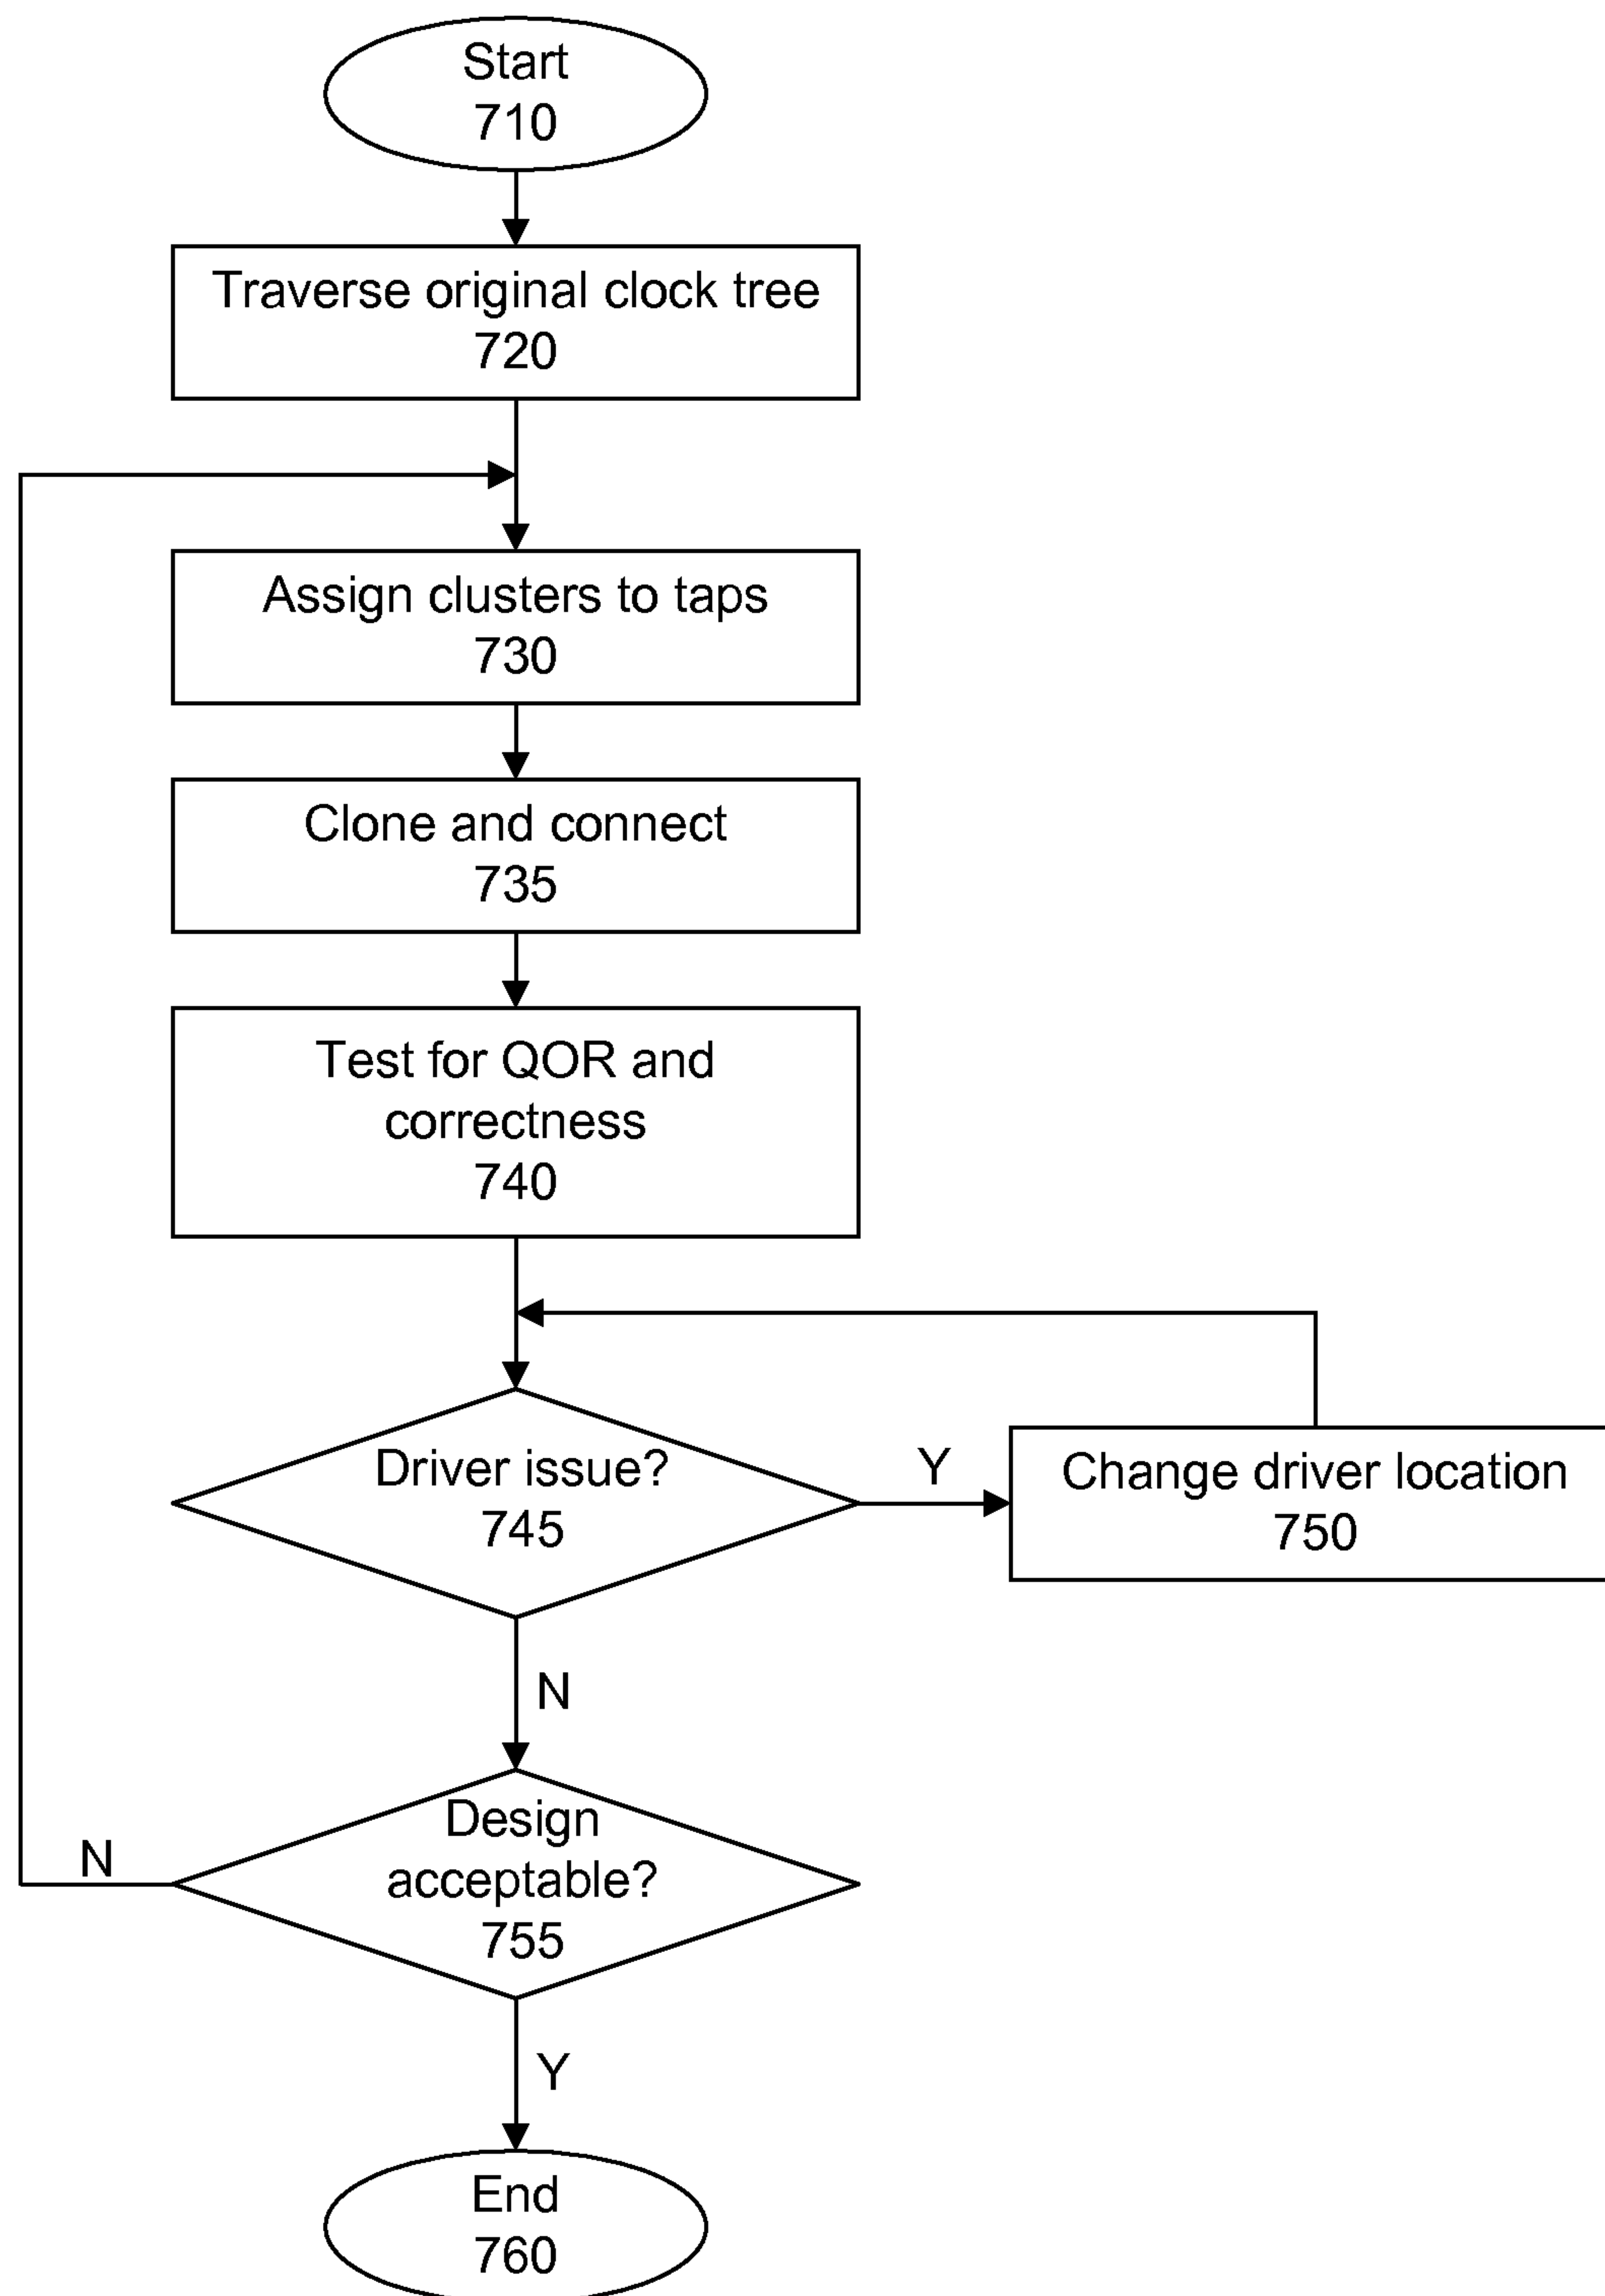 Start
710
Traverse original clock tree
720
Assign clusters to taps
730
Clone and connect
735
Test for QOR and
correctness
740
Driver issue?
745
Y
Change driver location
750
N
Design
acceptable?
755
N
Y
End
760